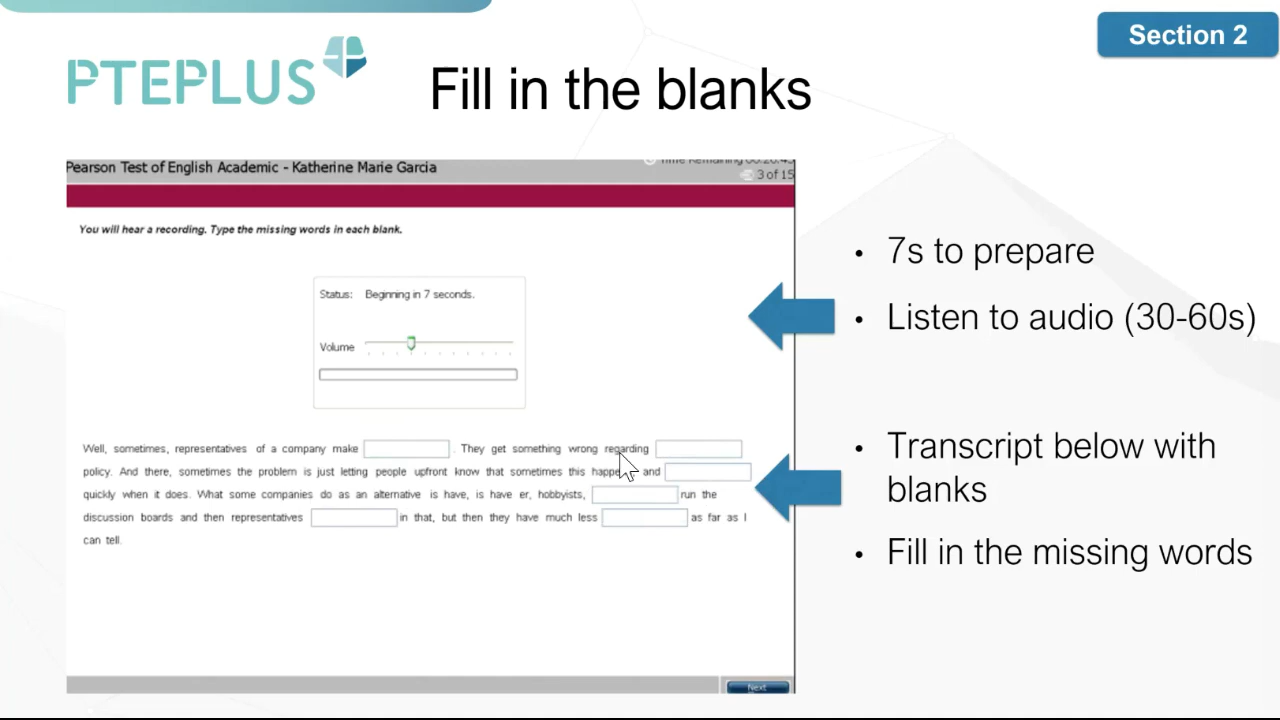 Section 2
PTEPLUS
Fill in the blanks
Pearson Test of English Academic - Katherine Marie Garcia
Time Remaining
3 of 15
You will hear a recording. Type the missing words in each blank.
Status: Beginning in 7 seconds.
Volume
Well, sometimes, representatives of a company make . They get something wrong regarding
policy. And there, sometimes the problem is just letting people upfront know that sometimes this and
quickly when it does. What some companies do as an alternative is have, is have er, hobbyists, run the
discussion boards and then representatives in that, but then they have much less as far as I
can tell.
Next
• 7s to prepare
• Listen to audio (30-60s)
• Transcript below with
blanks
• Fill in the missing words